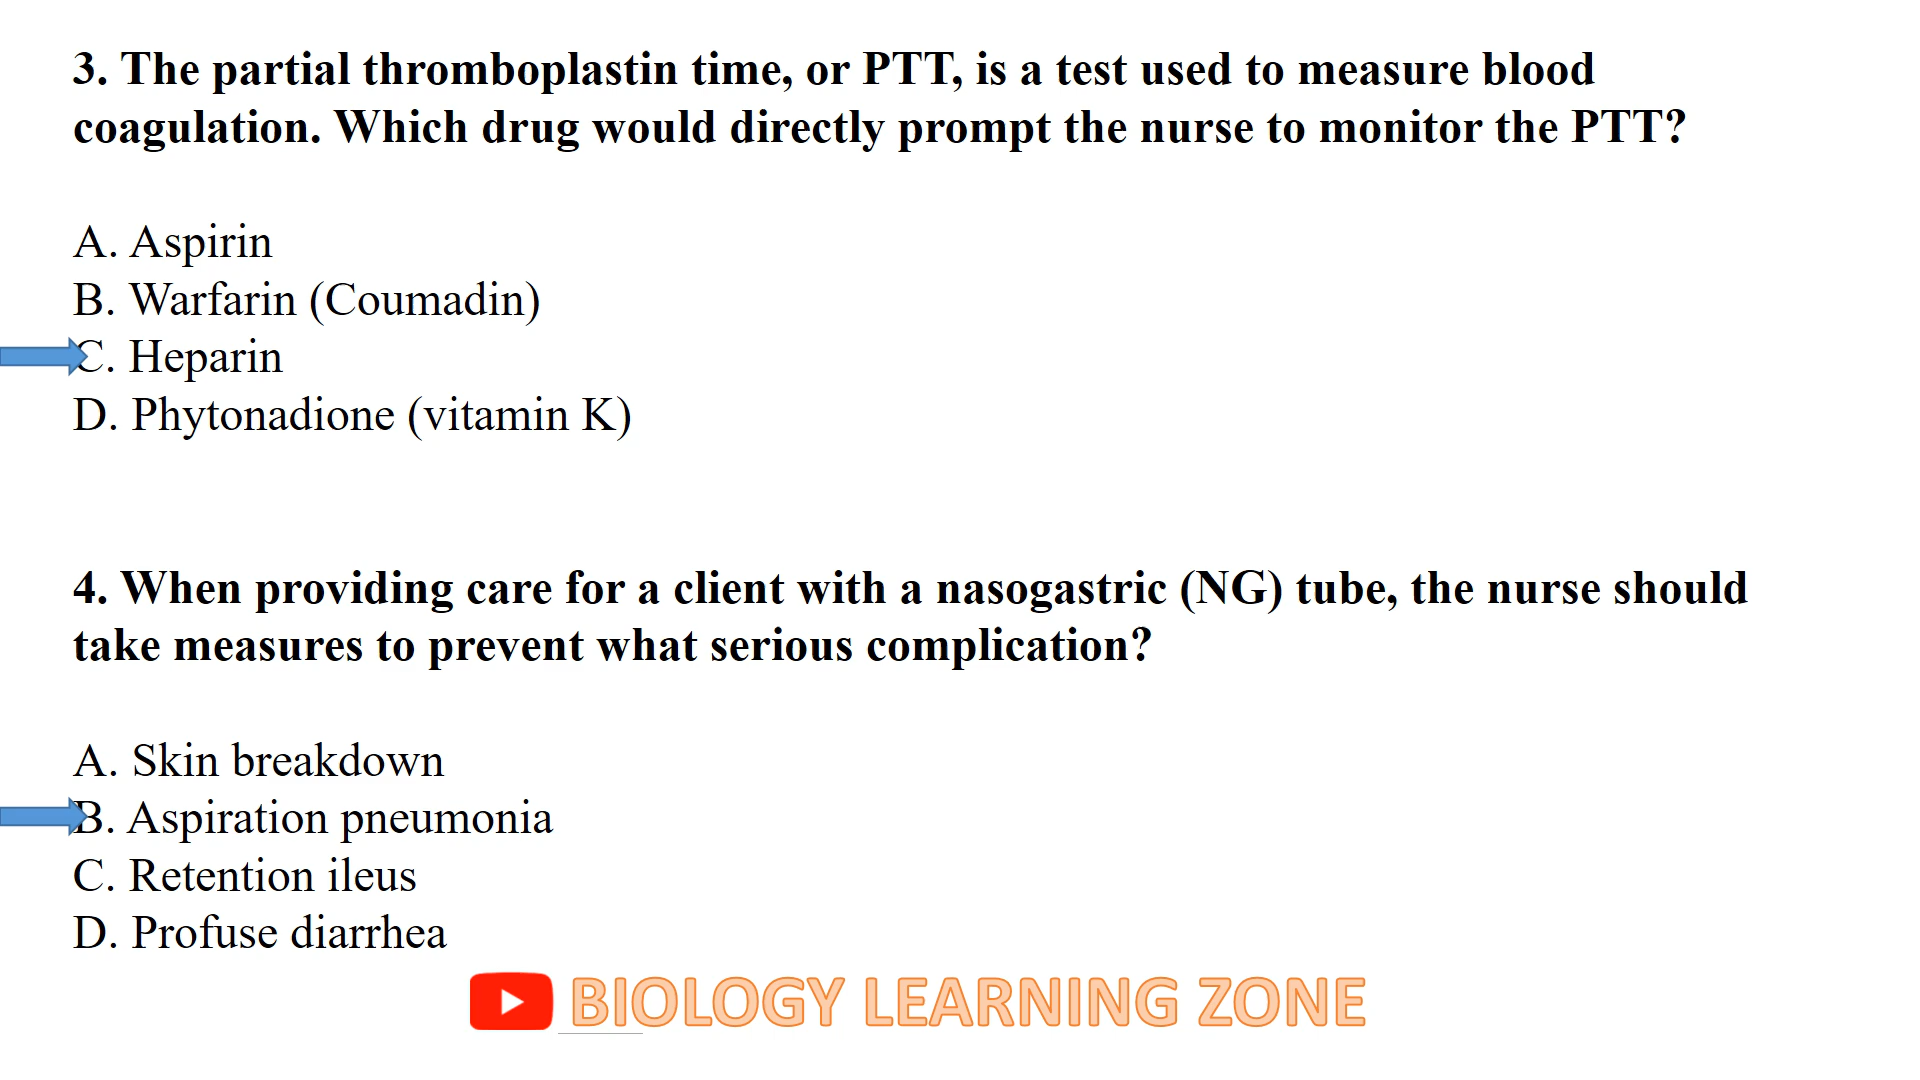 3. The partial thromboplastin time, or PTT, is a test used to measure blood
coagulation. Which drug would directly prompt the nurse to monitor the PTT?
A. Aspirin
B. Warfarin (Coumadin)
C. Heparin
D. Phytonadione (vitamin K)
4. When providing care for a client with a nasogastric (NG) tube, the nurse should
take measures to prevent what serious complication?
A. Skin breakdown
B. Aspiration pneumonia
C. Retention ileus
D. Profuse diarrhea
BIOLOGY LEARNING ZONE